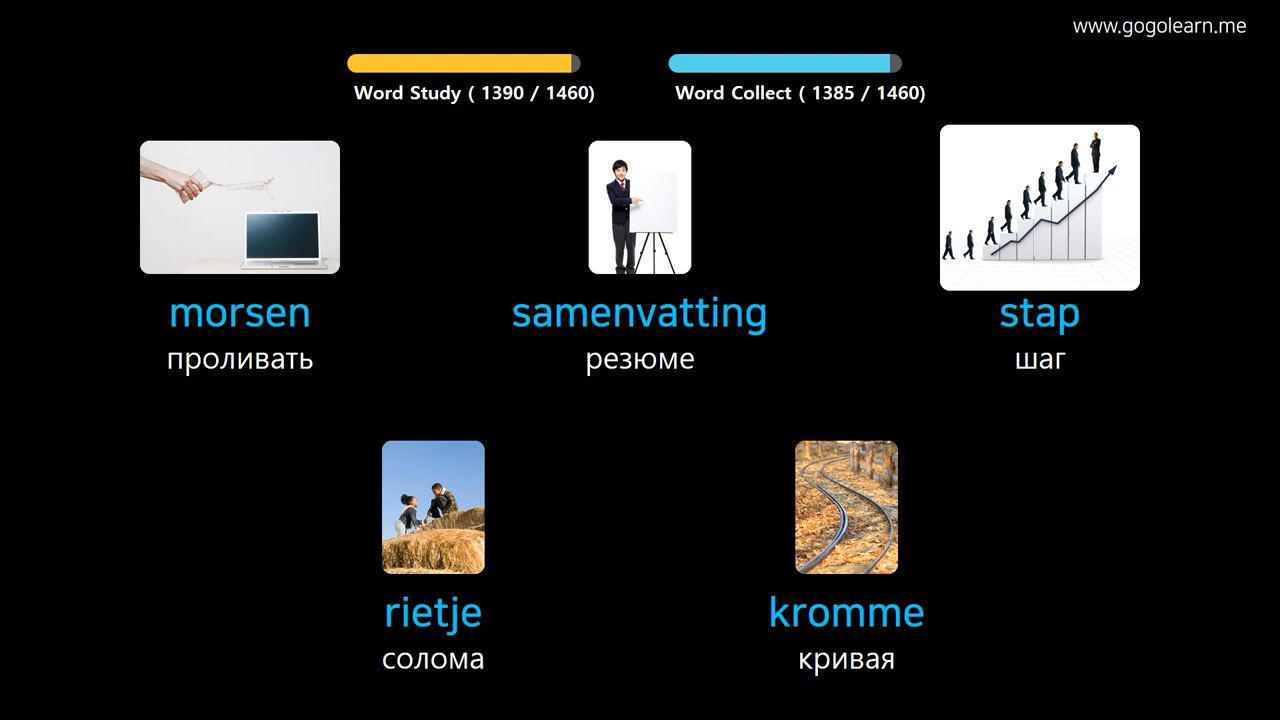 www.gogolearn.me
Word Study ( 1390 / 1460)
Word Collect ( 1385 / 1460)
morsen
проливать
samenvatting
резюме
stap
шаг
rietje
солома
kromme
кривая